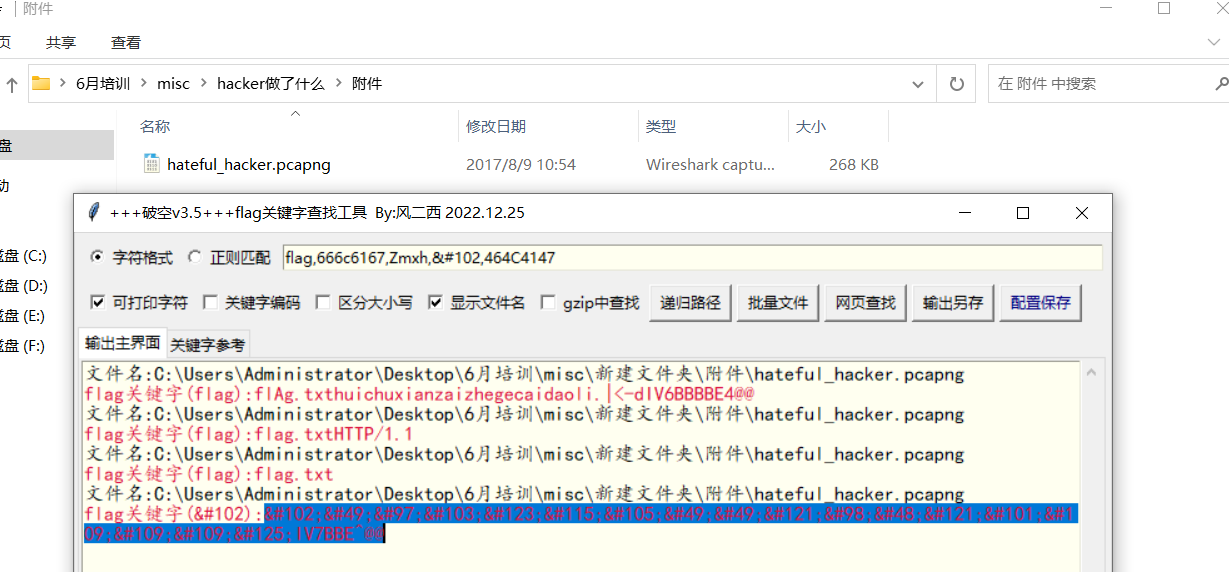 附件
页 共享 查看
6月培训 › misc › hacker做了什么 › 附件
在 附件 中搜索
名称 修改日期 类型 大小
hateful_hacker.pcapng 2017/8/9 10:54 Wireshark captu... 268 KB
盘
动
磁盘 (C:)
磁盘 (D:)
磁盘 (E:)
磁盘 (F:)
+++破空v3.5+++flag关键字查找工具 By:风二西 2022.12.25
字符格式 正则匹配 flag,666c6167,Zmxh,&#102,464C4147
可打印字符 关键字编码 区分大小写 显示文件名 gzip中查找 递归路径 批量文件 网页查找 输出另存 配置保存
输出主界面 关键字参考
文件名:C:\Users\Administrator\Desktop\6月培训\misc\新建文件夹\附件\hateful_hacker.pcapng
flag关键字(flag):flAg.txthuichuxianzaizhegecaidaoli.|<-dIV6BBBBE4@@
文件名:C:\Users\Administrator\Desktop\6月培训\misc\新建文件夹\附件\hateful_hacker.pcapng
flag关键字(flag):flag.txtHTTP/1.1
文件名:C:\Users\Administrator\Desktop\6月培训\misc\新建文件夹\附件\hateful_hacker.pcapng
flag关键字(flag):flag.txt
文件名:C:\Users\Administrator\Desktop\6月培训\misc\新建文件夹\附件\hateful_hacker.pcapng
flag关键字(&#102):&#102;&#49;&#97;&#103;&#123;&#115;&#105;&#49;&#49;&#121;&#98;&#48;&#121;&#101;&#1
09;&#109;&#109;&#125;IV7BBE^@@